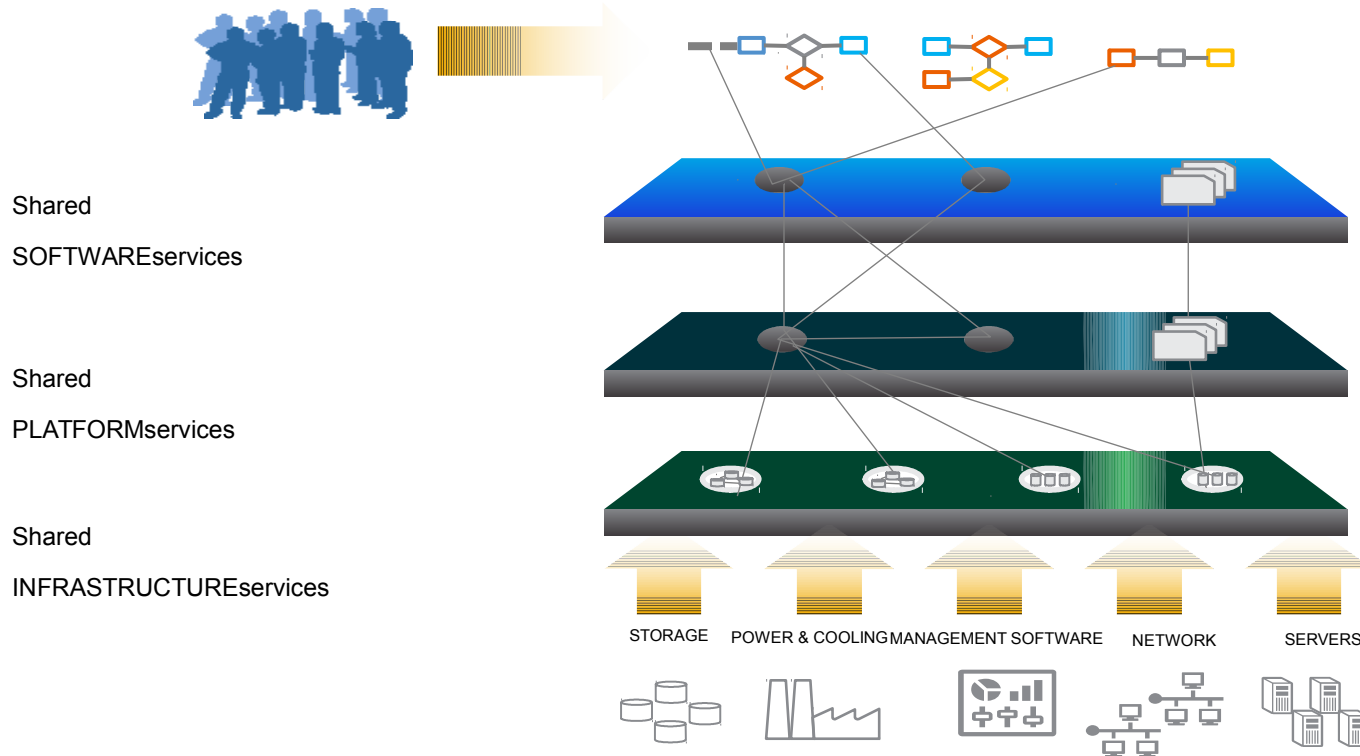 Shared
SOFTWAREservices
Shared
PLATFORMservices
Shared
INFRASTRUCTUREservices
STORAGE POWER & COOLING MANAGEMENT SOFTWARE NETWORK SERVERS